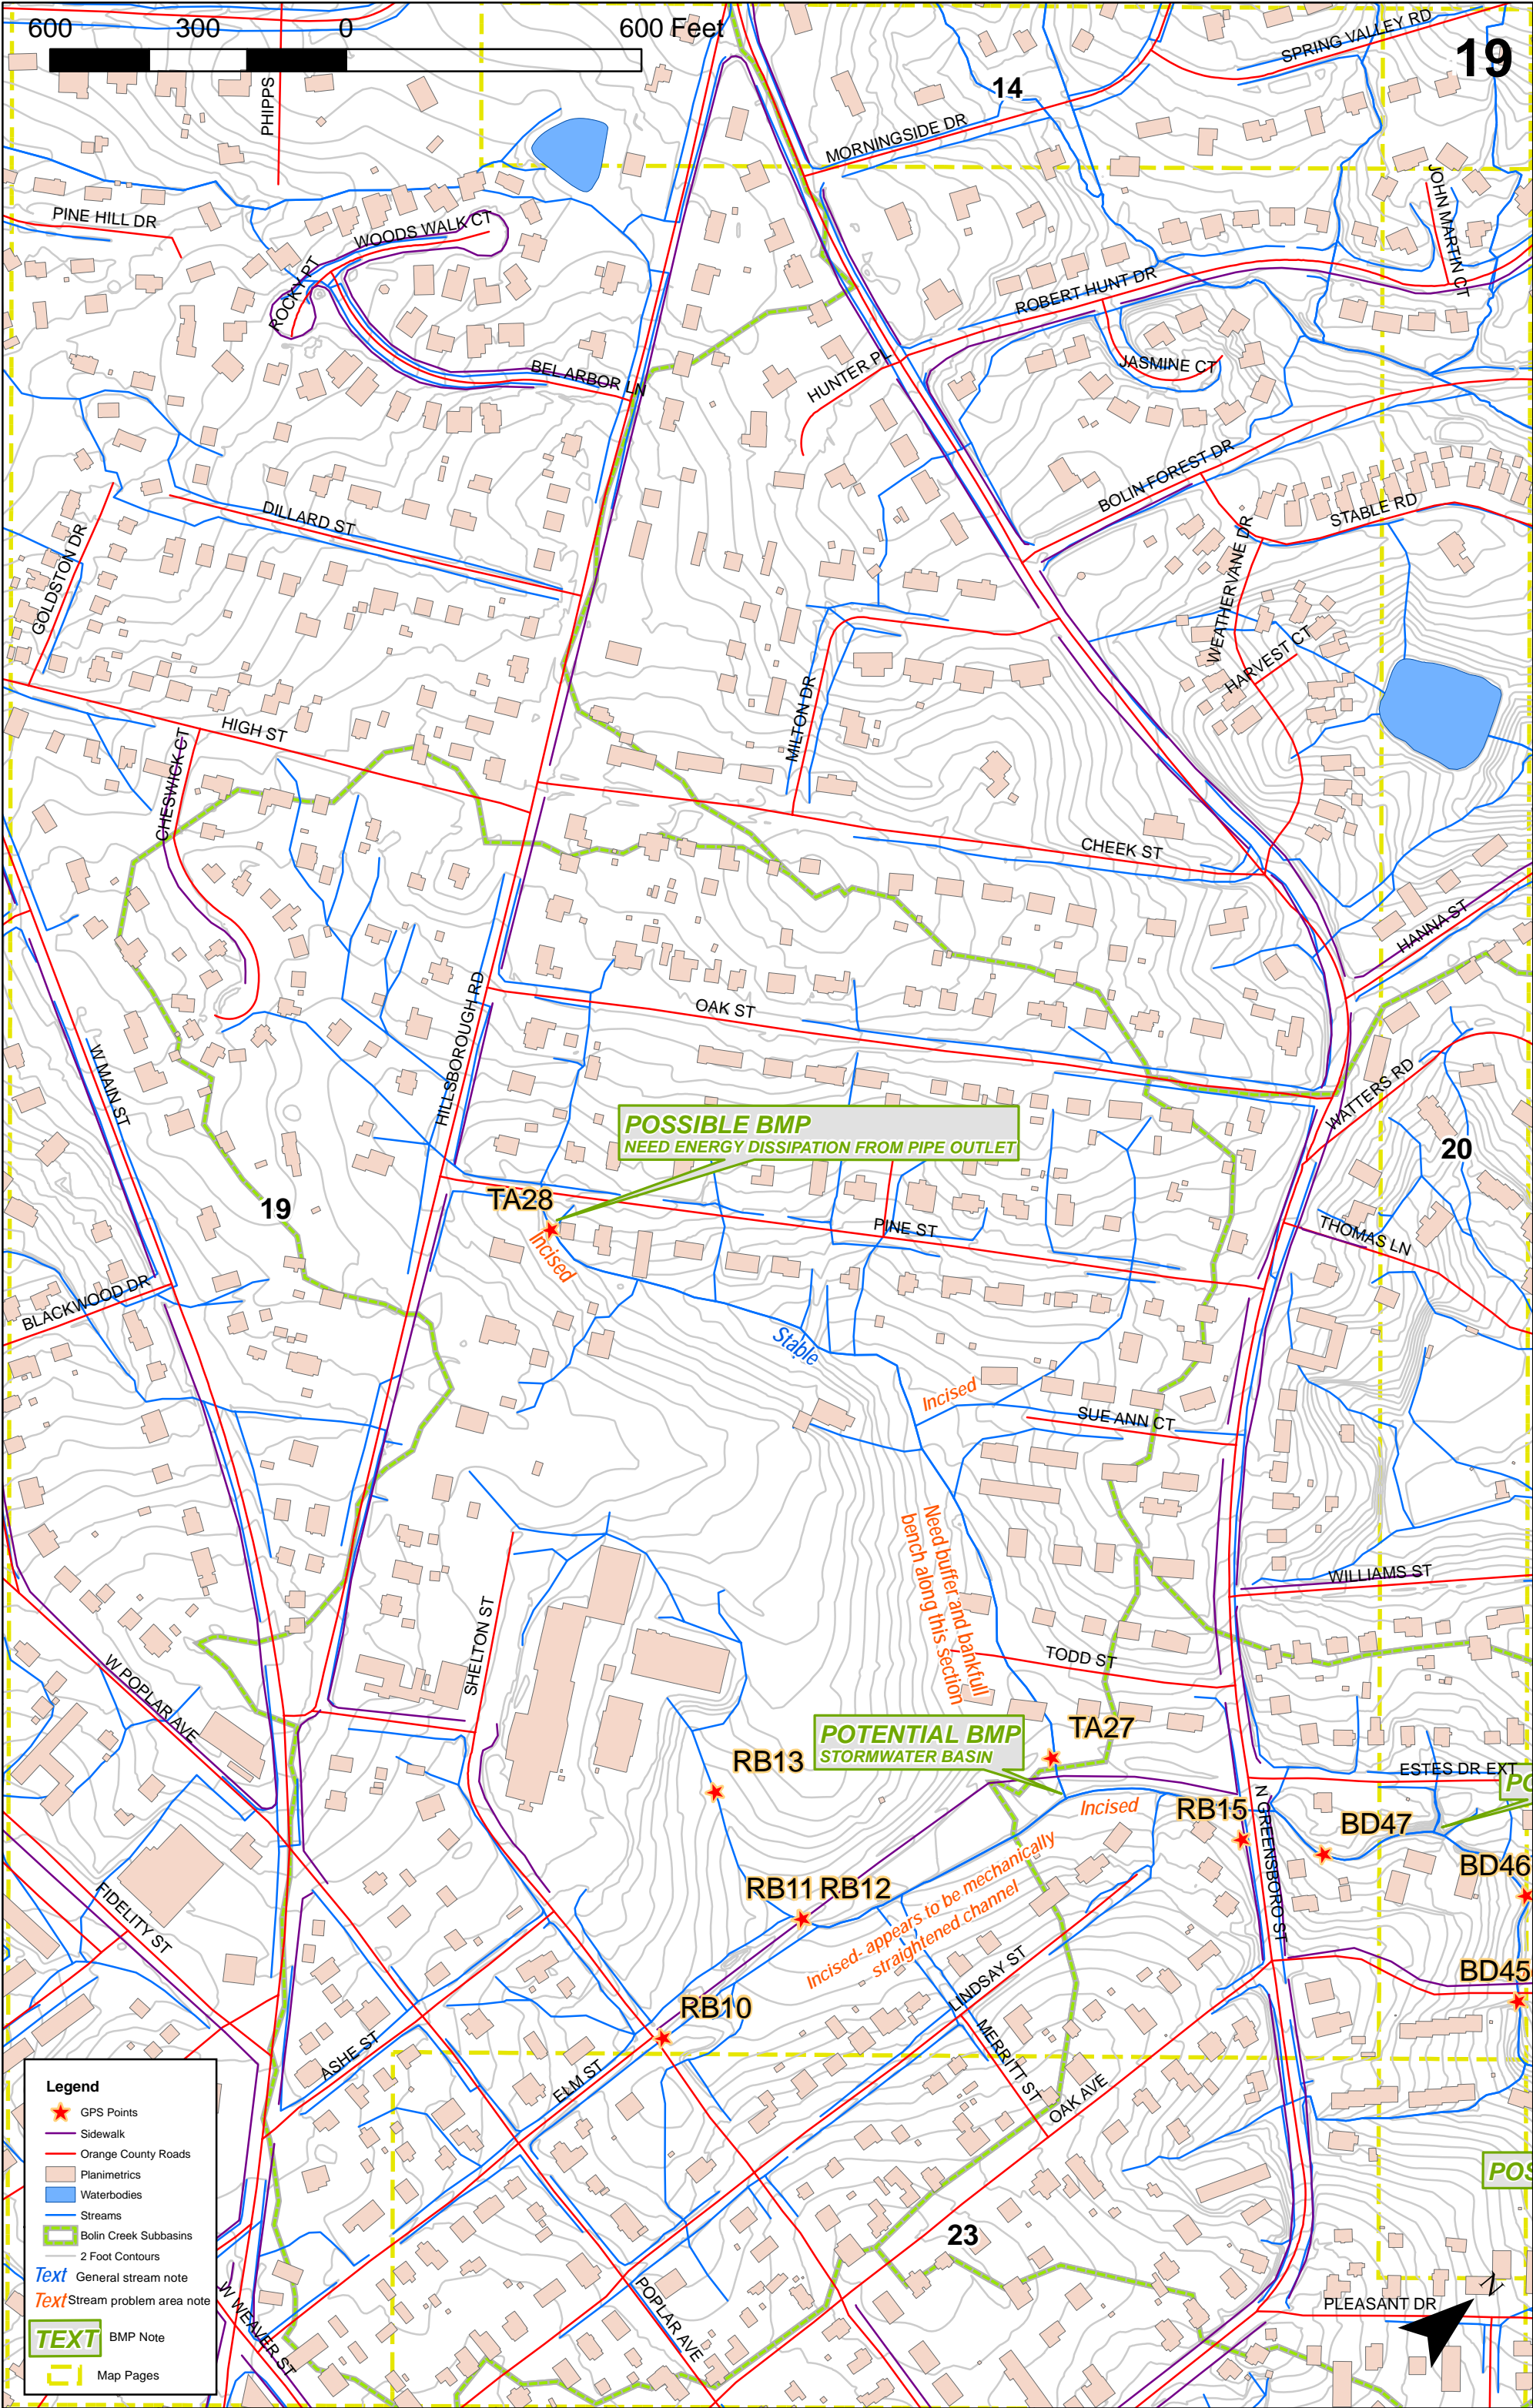 600 300 0 600 Feet
19
SPRING VALLEY RD
14
PHIPPS
MORNINGSIDE DR
JOHN MARTIN CT
PINE HILL DR
WOODS WALK CT
ROCKY PT
ROBERT HUNT DR
JASMINE CT
HUNTER PL
BEL ARBOR LN
BOLIN FOREST DR
STABLE RD
DILLARD ST
GOLDSTON DR
WEATHERVANE DR
HARVEST CT
MILTON DR
HIGH ST
CHESWICK CT
CHEEK ST
HANNA ST
HILLSBOROUGH RD
OAK ST
W MAIN ST
WATTERS RD
POSSIBLE BMP
NEED ENERGY DISSIPATION FROM PIPE OUTLET
20
19
TA28
Incised
PINE ST
THOMAS LN
BLACKWOOD DR
Stable
Incised
SUE ANN CT
Need buffer and bankfull
bench along this section
WILLIAMS ST
SHELTON ST
TODD ST
W POPLAR AVE
POTENTIAL BMP
STORMWATER BASIN
TA27
RB13
ESTES DR EXT
PO
Incised
RB15
N GREENSBORO ST
BD47
BD46
RB11 RB12
Incised- appears to be mechanically
straightened channel
FIDELITY ST
LINDSAY ST
BD45
RB10
MERRITT ST
ASHE ST
ELM ST
OAK AVE
POS
23
POPLAR AVE
W WEAVER ST
PLEASANT DR
N
Legend
GPS Points
Sidewalk
Orange County Roads
Planimetrics
Waterbodies
Streams
Bolin Creek Subbasins
2 Foot Contours
Text General stream note
Text Stream problem area note
TEXT BMP Note
Map Pages